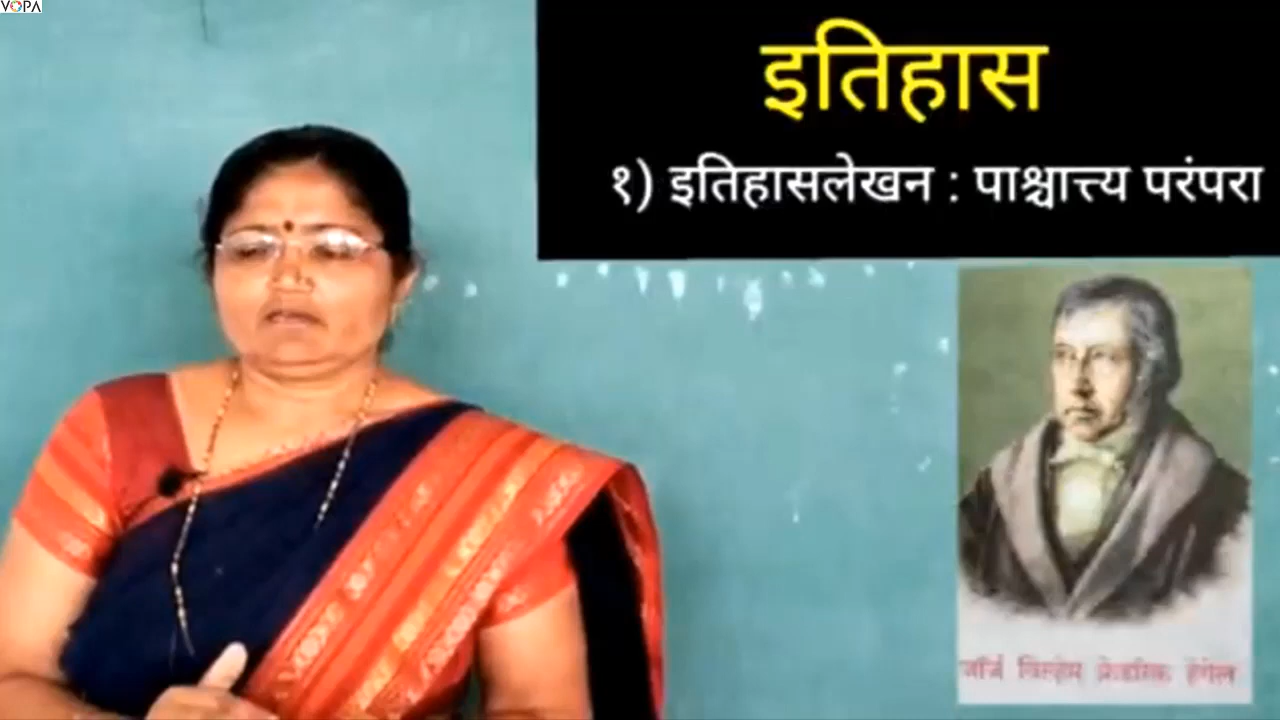 VOPA
इतिहास
१) इतिहासलेखन : पाश्चात्त्य परंपरा
जॉर्ज विल्हेम फ्रेडरिक हेगेल